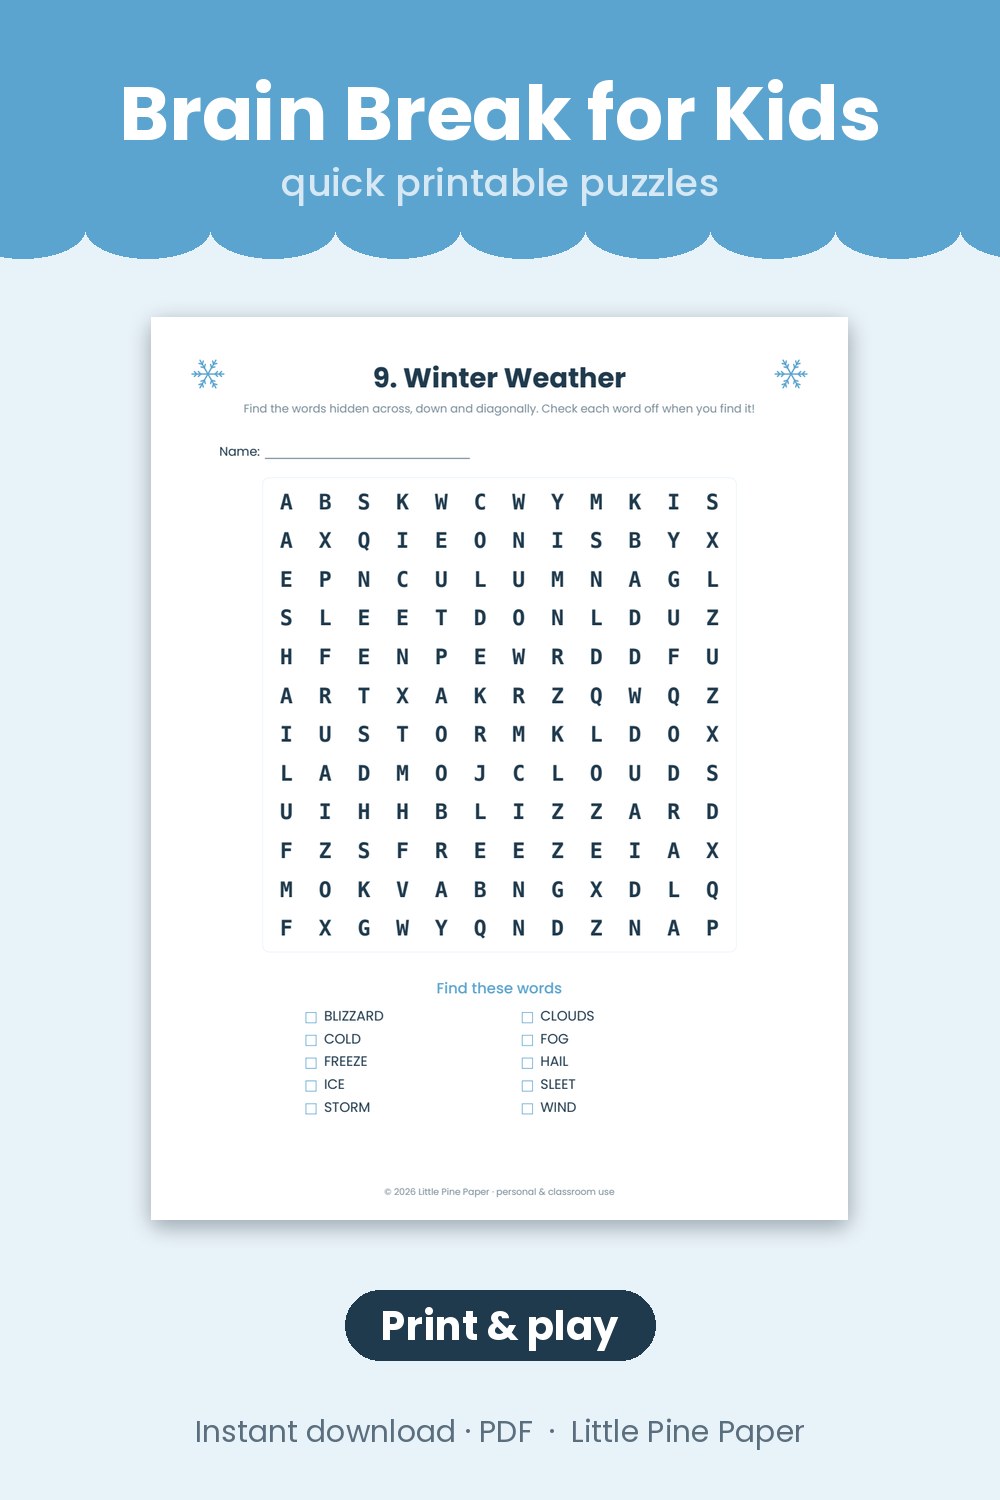 Brain Break for Kids
quick printable puzzles
9. Winter Weather
Find the words hidden across, down and diagonally. Check each word off when you find it!
Name:
A B S K W C W Y M K I S
A X Q I E O N I S B Y X
E P N C U L U M N A G L
S L E E T D O N L D U Z
H F E N P E W R D D F U
A R T X A K R Z Q W Q Z
I U S T O R M K L D O X
L A D M O J C L O U D S
U I H H B L I Z Z A R D
F Z S F R E E Z E I A X
M O K V A B N G X D L Q
F X G W Y Q N D Z N A P
Find these words
BLIZZARD
COLD
FREEZE
ICE
STORM
CLOUDS
FOG
HAIL
SLEET
WIND
© 2026 Little Pine Paper · personal & classroom use
Print & play
Instant download · PDF · Little Pine Paper